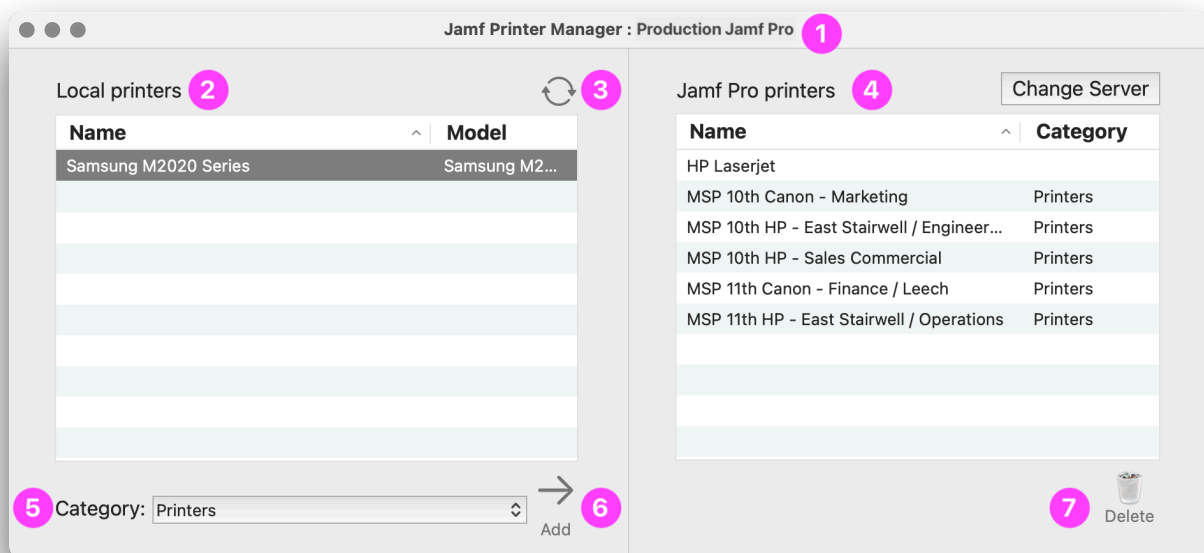 Jamf Printer Manager : Production Jamf Pro 1
Local printers 2
3
Name Model
Samsung M2020 Series Samsung M2...
5 Category: Printers
Add
6
Jamf Pro printers 4 Change Server
Name Category
HP Laserjet
MSP 10th Canon - Marketing Printers
MSP 10th HP - East Stairwell / Engineer... Printers
MSP 10th HP - Sales Commercial Printers
MSP 11th Canon - Finance / Leech Printers
MSP 11th HP - East Stairwell / Operations Printers
7 Delete